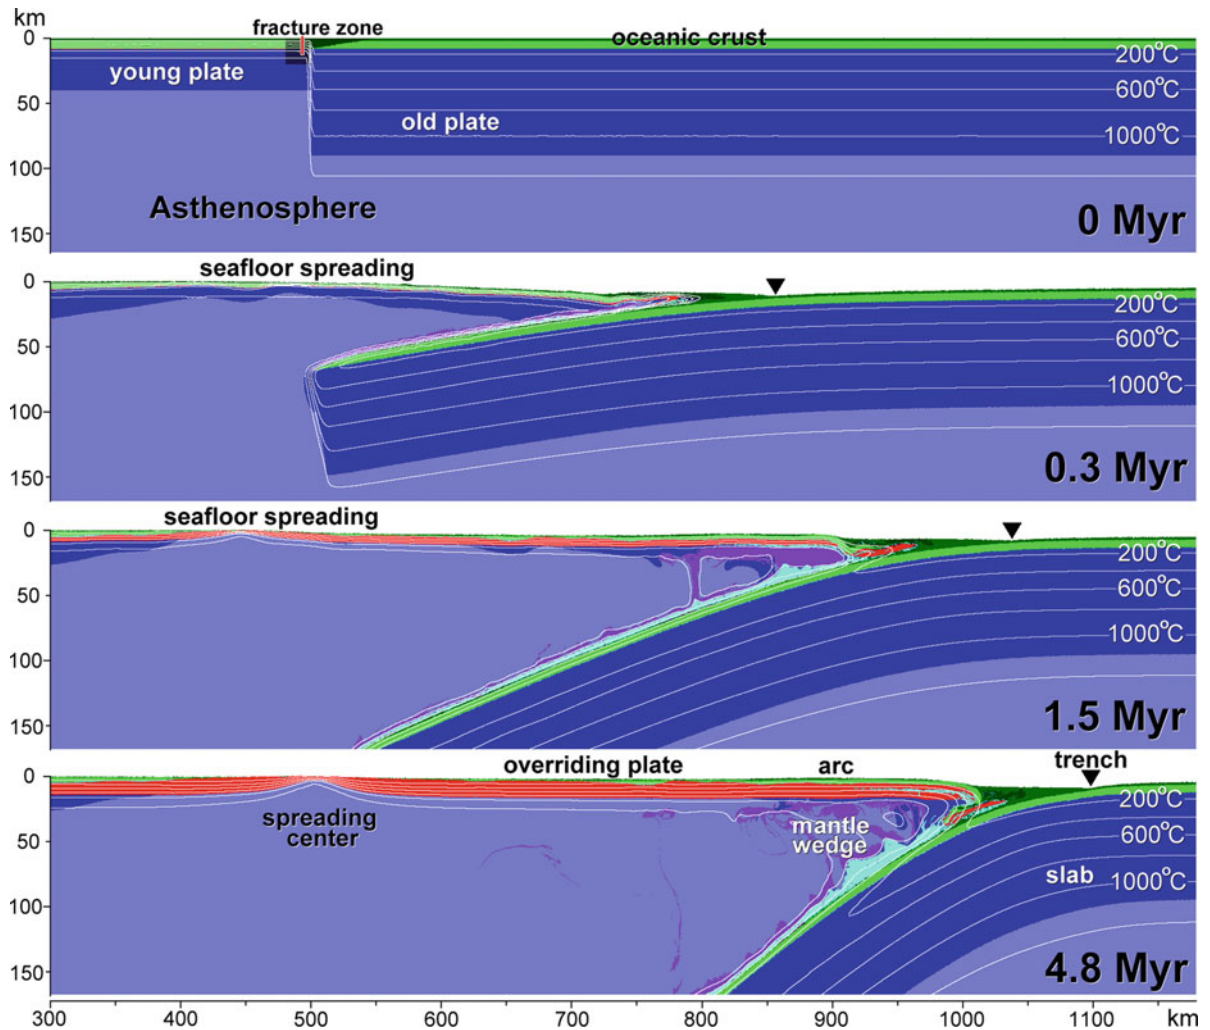 km
fracture zone
0
oceanic crust
200°C
young plate
50
600°C
old plate
1000°C
100
Asthenosphere
0 Myr
150
seafloor spreading
0
200°C
600°C
50
1000°C
100
0.3 Myr
150
seafloor spreading
0
200°C
50
600°C
1000°C
100
1.5 Myr
150
overriding plate
arc
trench
0
200°C
spreading
center
mantle
wedge
50
600°C
slab
1000°C
100
4.8 Myr
150
300 400 500 600 700 800 900 1000 1100 km